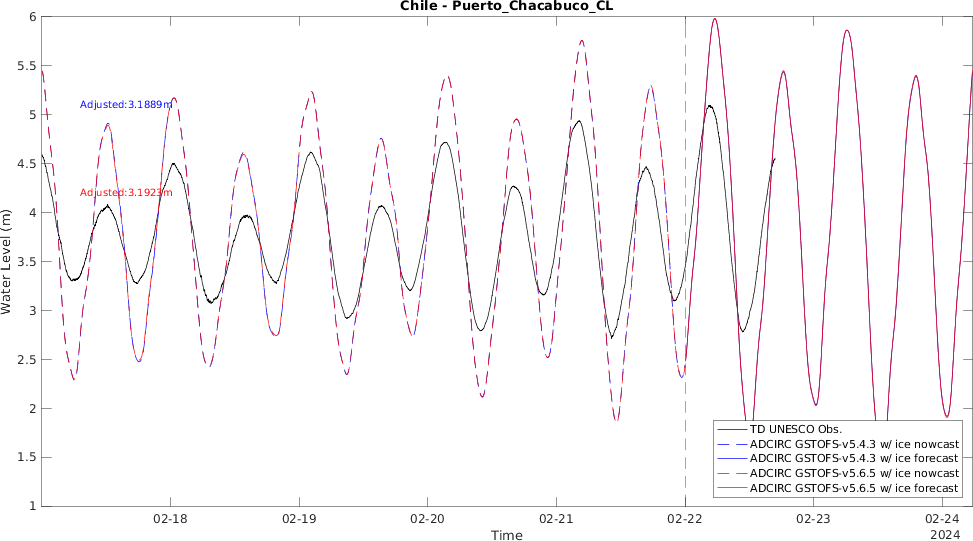 Chile - Puerto_Chacabuco_CL
6
5.5
5
4.5
4
3.5
3
2.5
2
1.5
1
Water Level (m)
Adjusted:3.1889m
Adjusted:3.1923m
TD UNESCO Obs.
ADCIRC GSTOFS-v5.4.3 w/ ice nowcast
ADCIRC GSTOFS-v5.4.3 w/ ice forecast
ADCIRC GSTOFS-v5.6.5 w/ ice nowcast
ADCIRC GSTOFS-v5.6.5 w/ ice forecast
02-18 02-19 02-20 02-21 02-22 02-23 02-24
Time 2024